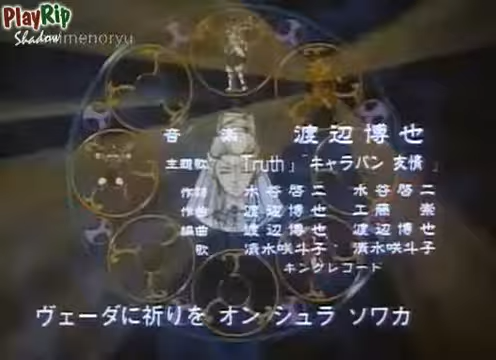 PlayRip
Shadow
menoryu
音 楽 渡辺博也
主題歌 「Truth」「キャラバン 友情」
作詩 水谷啓二 水谷啓二
作曲 渡辺博也 工藤 崇
編曲 渡辺博也 渡辺博也
歌 清水咲斗子 清水咲斗子
キングレコード
ヴェーダに祈りを オン シュラ ソワカ